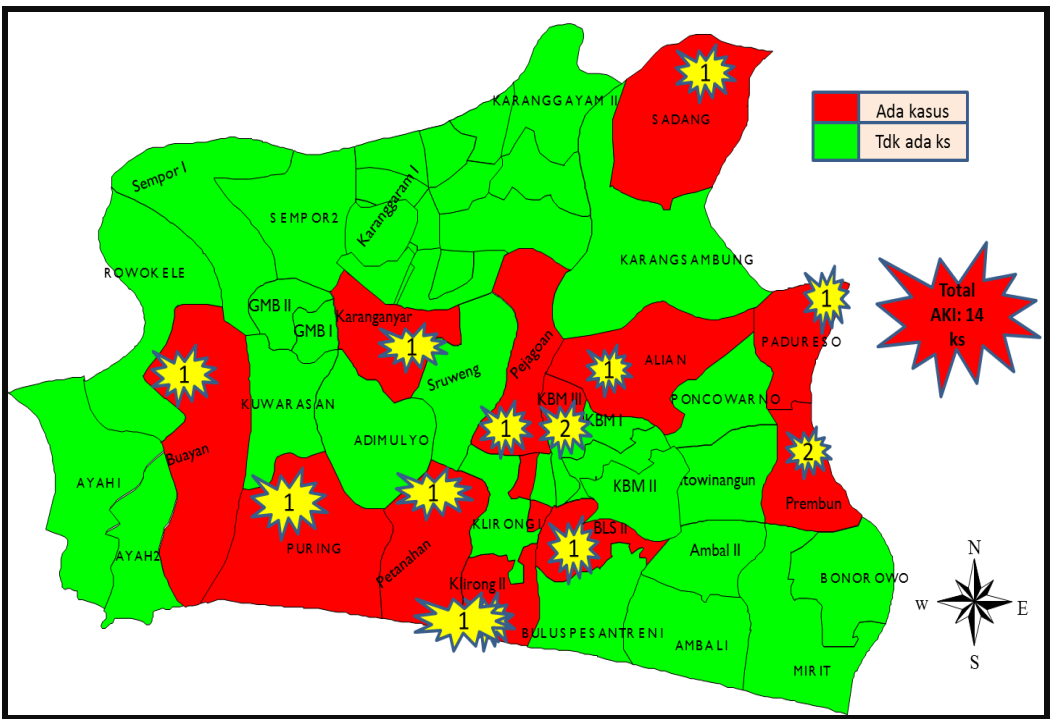 KARANGGAYAM II
1
SADANG
Ada kasus
Tdk ada ks
Sempor I
SEMPOR2
Karanggaram I
KARANGSAMBUNG
ROWOKELE
GMB II
GMB I
Karanganyar
1
1
PADURESO
Total
AKI: 14
ks
Pejagoan
1
ALIAN
1
Sruweng
KUWARASAN
KBM III
PONCOWARNO
ADIMULYO
1
2
KBM I
Buayan
2
AYAH I
1
1
KBM II
towinangun
Prembun
PURING
KLIRONG I
BLS II
1
AYAH2
Petanahan
Ambal II
BONOROWO
Klirong II
1
BULUSPESANTREN I
AMBAL I
MIRIT
N
W
E
S